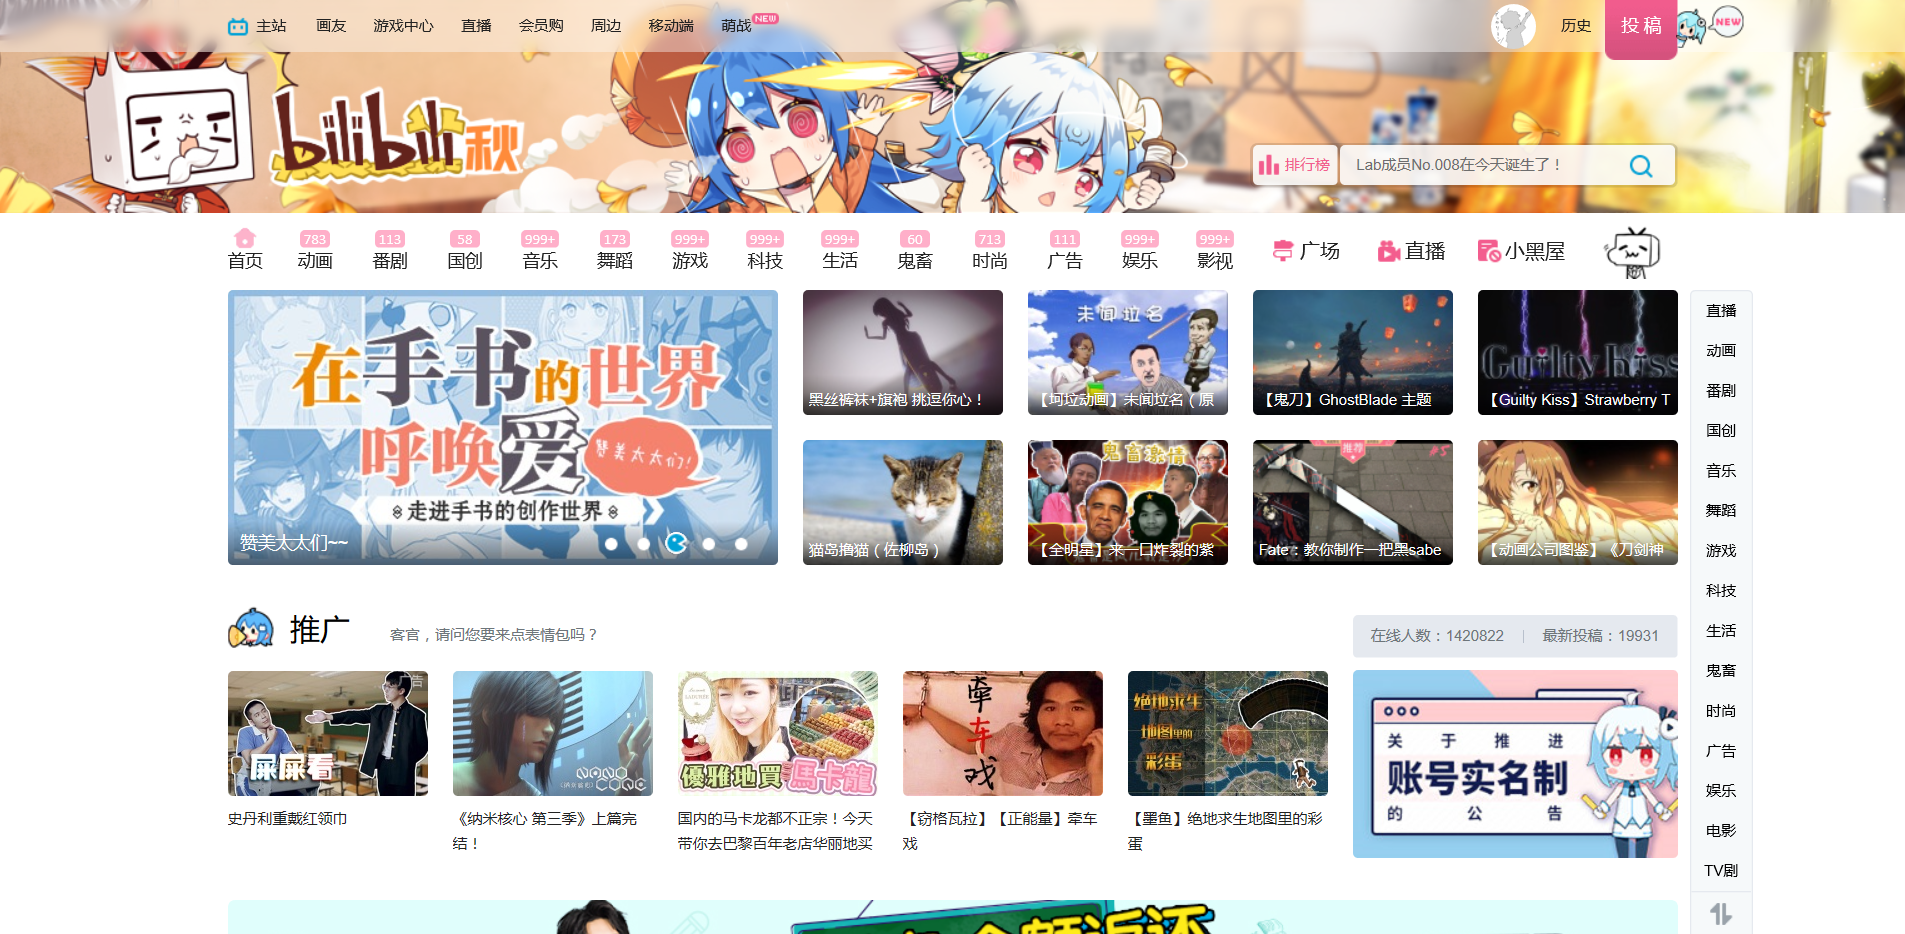 主站 画友 游戏中心 直播 会员购 周边 移动端 萌战 NEW 历史 投稿 NEW
bilibili秋
排行榜 Lab成员No.008在今天诞生了！
783 113 58 999+ 173 999+ 999+ 999+ 60 713 111 999+ 999+
首页 动画 番剧 国创 音乐 舞蹈 游戏 科技 生活 鬼畜 时尚 广告 娱乐 影视 广场 直播 小黑屋
在手书的世界
呼唤爱
赞美太太们!
走进手书的创作世界
赞美太太们~~
黑丝裤袜+旗袍 挑逗你心！
未闻垃名
【坷垃动画】未闻垃名（原
【鬼刀】GhostBlade 主题
Guilty Kiss
【Guilty Kiss】Strawberry T
猫岛撸猫（佐柳岛）
鬼畜激情
【全明星】来一口炸裂的紫
推荐
#5
Fate：教你制作一把黑sabe
【动画公司图鉴】《刀剑神
直播
动画
番剧
国创
音乐
舞蹈
游戏
科技
生活
鬼畜
时尚
广告
娱乐
电影
TV剧
推广 客官，请问您要来点表情包吗？
在线人数：1420822 最新投稿：19931
广告
屎屎看
史丹利重戴红领巾
NANO
CORE
《纳米核心 第三季》上篇完
结！
優雅地買馬卡龍
国内的马卡龙都不正宗！今天
带你去巴黎百年老店华丽地买
牵车戏
【窃格瓦拉】【正能量】牵车
戏
绝地求生
地图里的
彩蛋
【墨鱼】绝地求生地图里的彩
蛋
关于推进
账号实名制
的公告